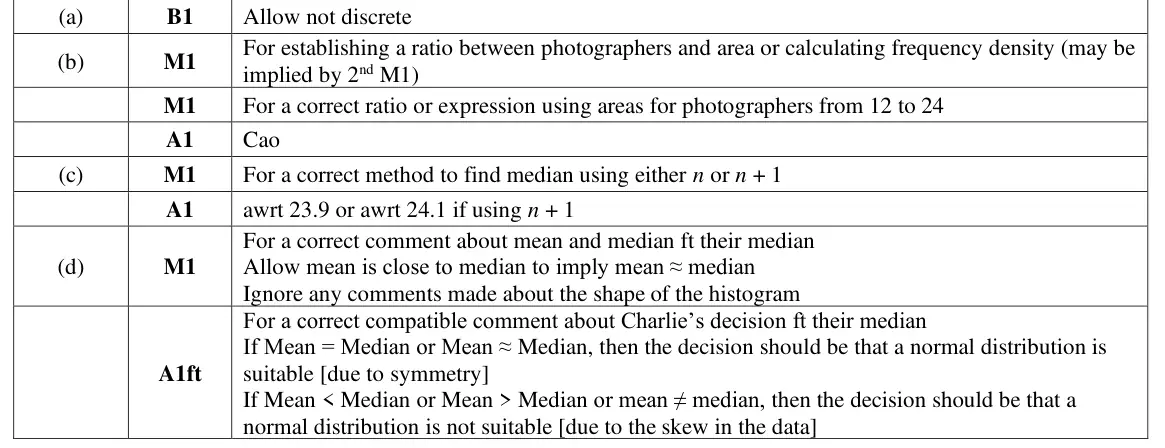 (a) B1 Allow not discrete
(b) M1 For establishing a ratio between photographers and area or calculating frequency density (may be
implied by 2nd M1)
M1 For a correct ratio or expression using areas for photographers from 12 to 24
A1 Cao
(c) M1 For a correct method to find median using either n or n + 1
A1 awrt 23.9 or awrt 24.1 if using n + 1
(d) M1 For a correct comment about mean and median ft their median
Allow mean is close to median to imply mean ≈ median
Ignore any comments made about the shape of the histogram
A1ft For a correct compatible comment about Charlie’s decision ft their median
If Mean = Median or Mean ≈ Median, then the decision should be that a normal distribution is
suitable [due to symmetry]
If Mean < Median or Mean > Median or mean ≠ median, then the decision should be that a
normal distribution is not suitable [due to the skew in the data]